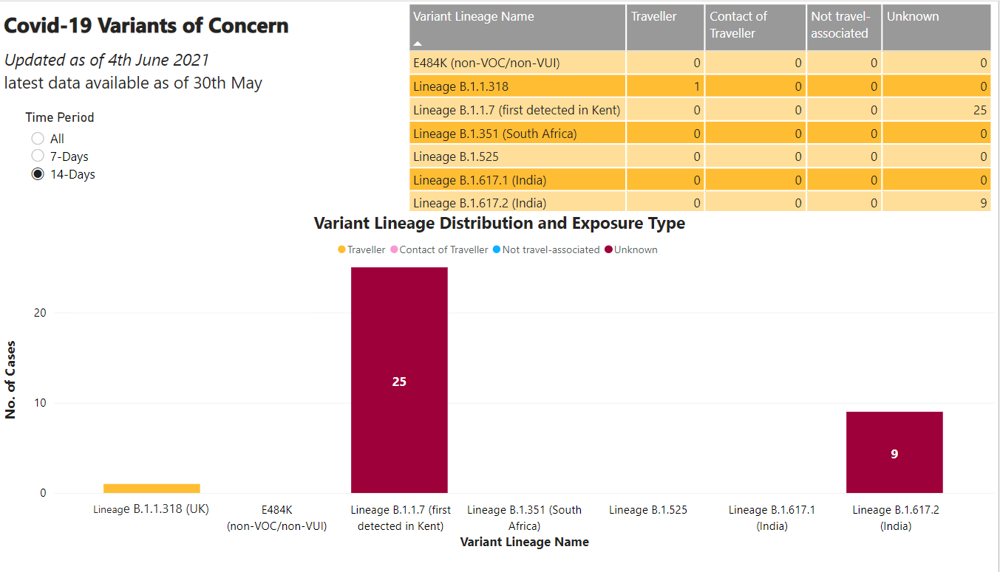 Covid-19 Variants of Concern
Updated as of 4th June 2021
latest data available as of 30th May
Time Period
All
7-Days
14-Days
Variant Lineage Name Traveller Contact of Traveller Not travel-associated Unknown
E484K (non-VOC/non-VUI) 0 0 0 0
Lineage B.1.1.318 1 0 0 0
Lineage B.1.1.7 (first detected in Kent) 0 0 0 25
Lineage B.1.351 (South Africa) 0 0 0 0
Lineage B.1.525 0 0 0 0
Lineage B.1.617.1 (India) 0 0 0 0
Lineage B.1.617.2 (India) 0 0 0 9
Variant Lineage Distribution and Exposure Type
Traveller Contact of Traveller Not travel-associated Unknown
No. of Cases
20
10
0
25
9
Lineage B.1.1.318 (UK)
E484K
(non-VOC/non-VUI)
Lineage B.1.1.7 (first
detected in Kent)
Lineage B.1.351 (South
Africa)
Lineage B.1.525
Lineage B.1.617.1
(India)
Lineage B.1.617.2
(India)
Variant Lineage Name